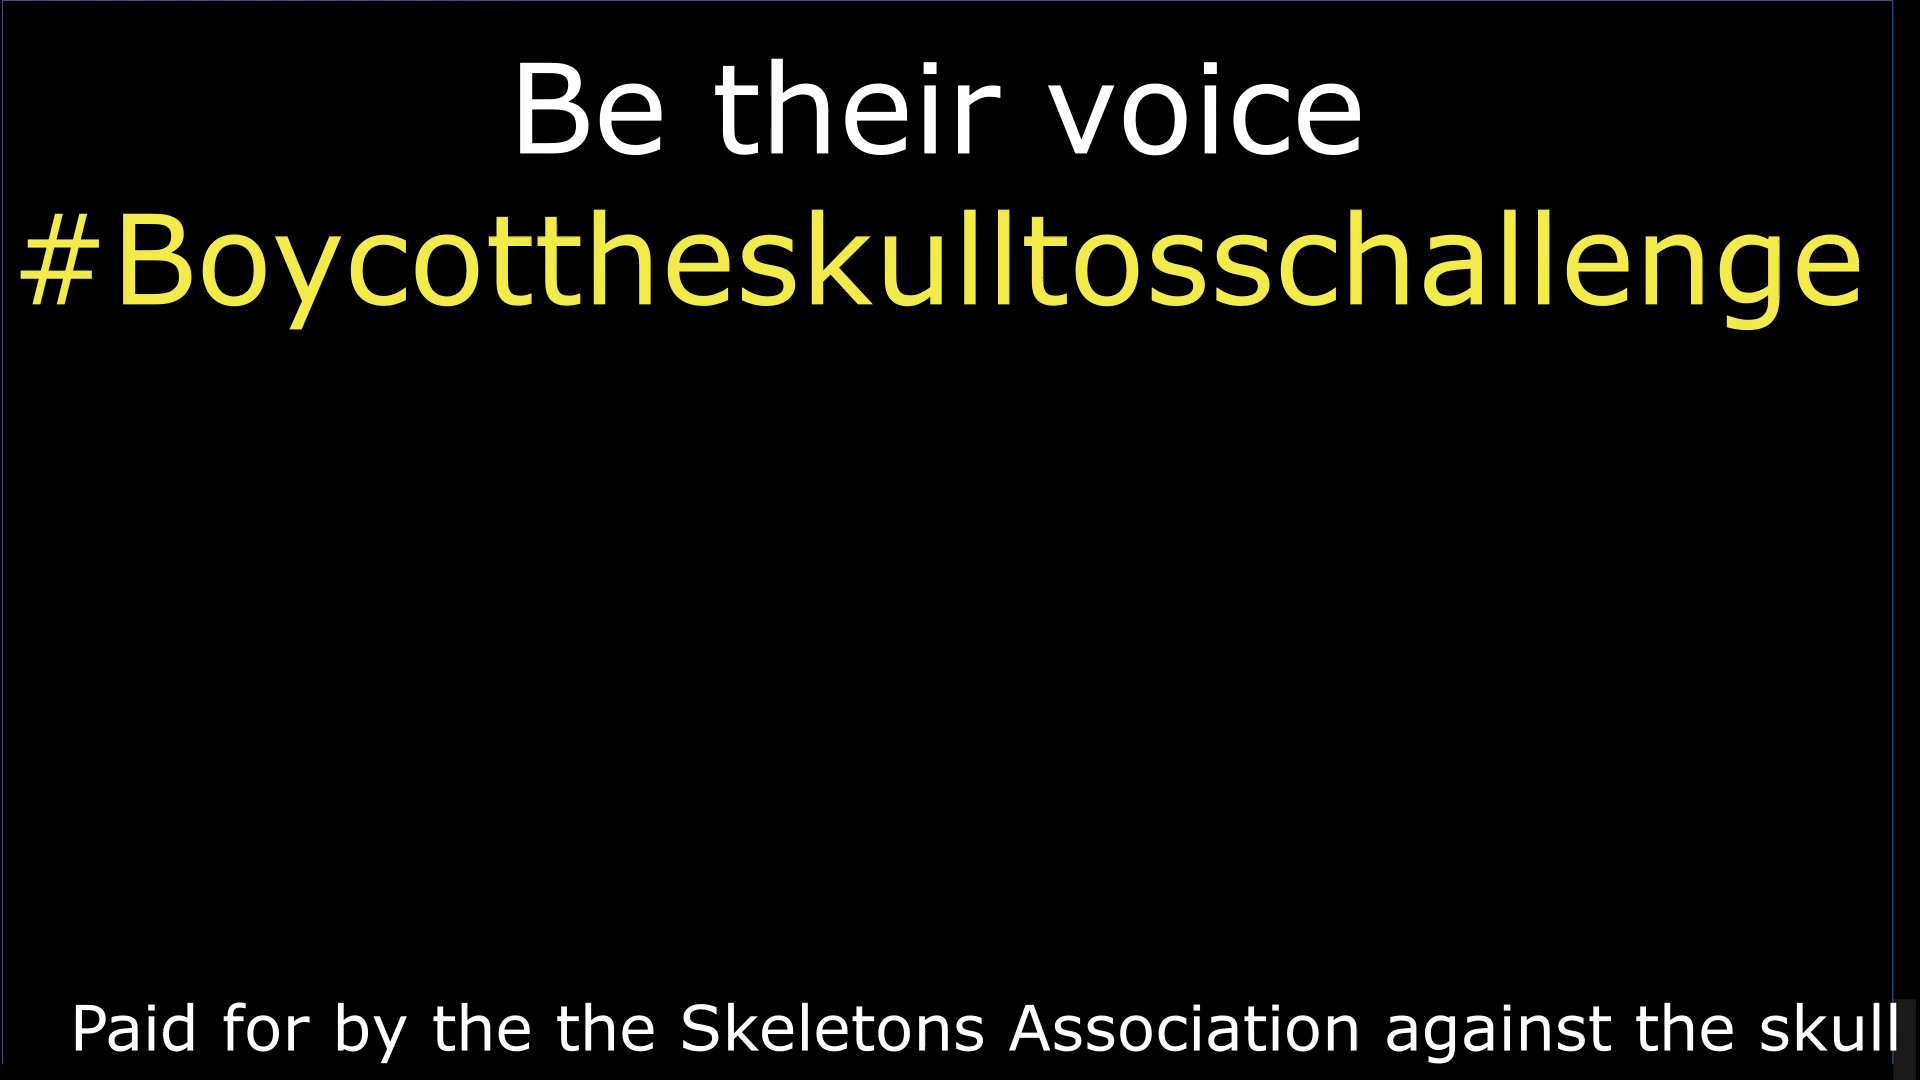 Be their voice
#Boycottheskulltosschallenge
Paid for by the the Skeletons Association against the skull